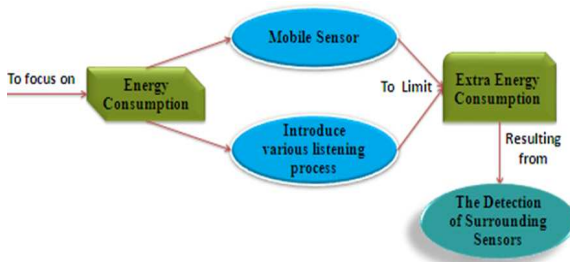 To focus on
Energy
Consumption
Mobile Sensor
Introduce
various listening
process
To Limit
Extra Energy
Consumption
Resulting
from
The Detection
of Surrounding
Sensors